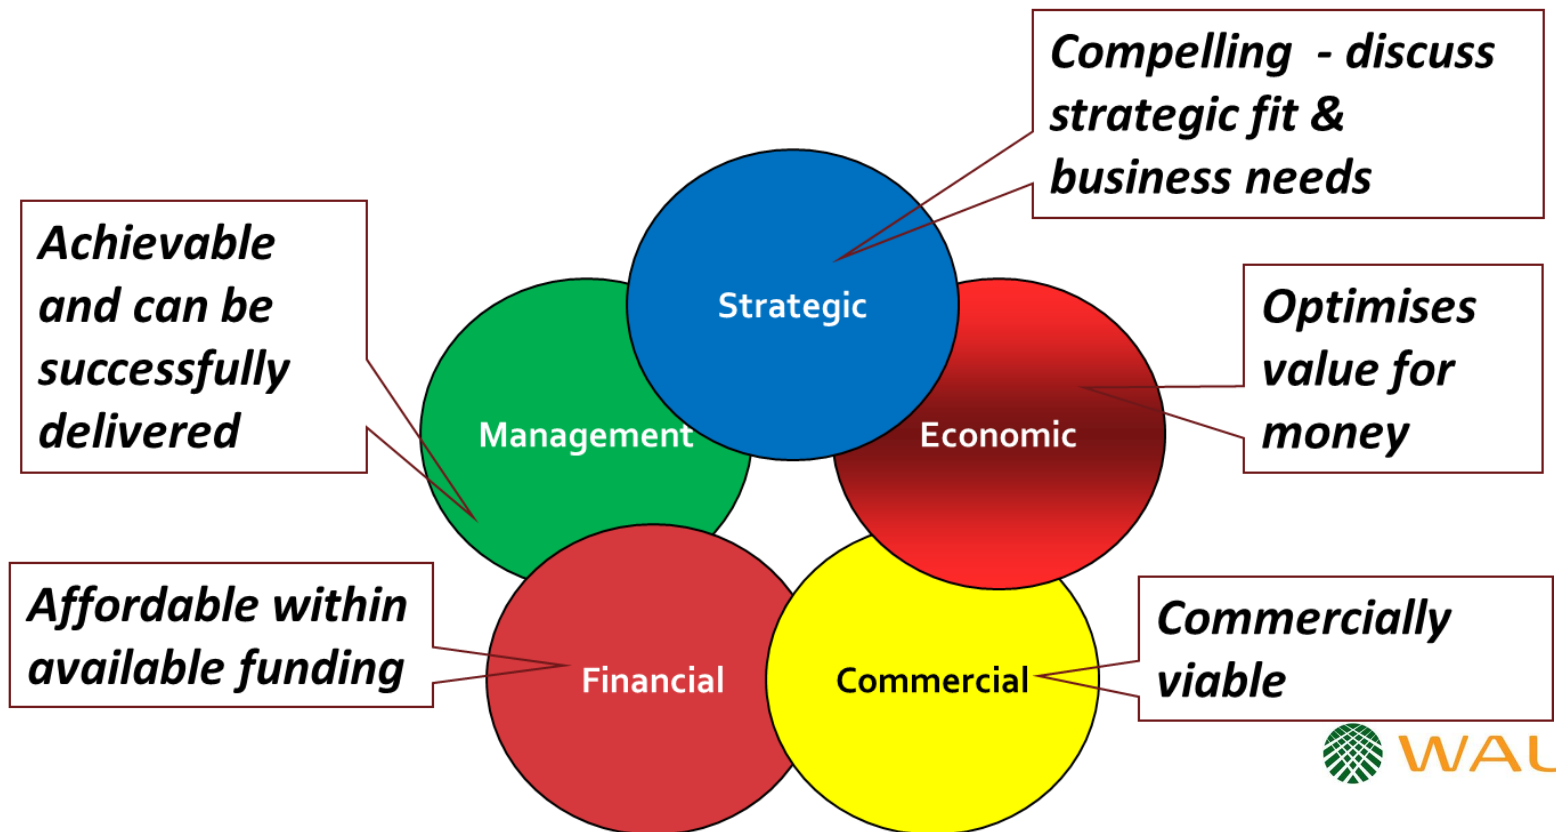 Compelling - discuss
strategic fit &
business needs
Strategic
Achievable
and can be
successfully
delivered
Management
Economic
Optimises
value for
money
Affordable within
available funding
Financial
Commercial
Commercially
viable
WAL